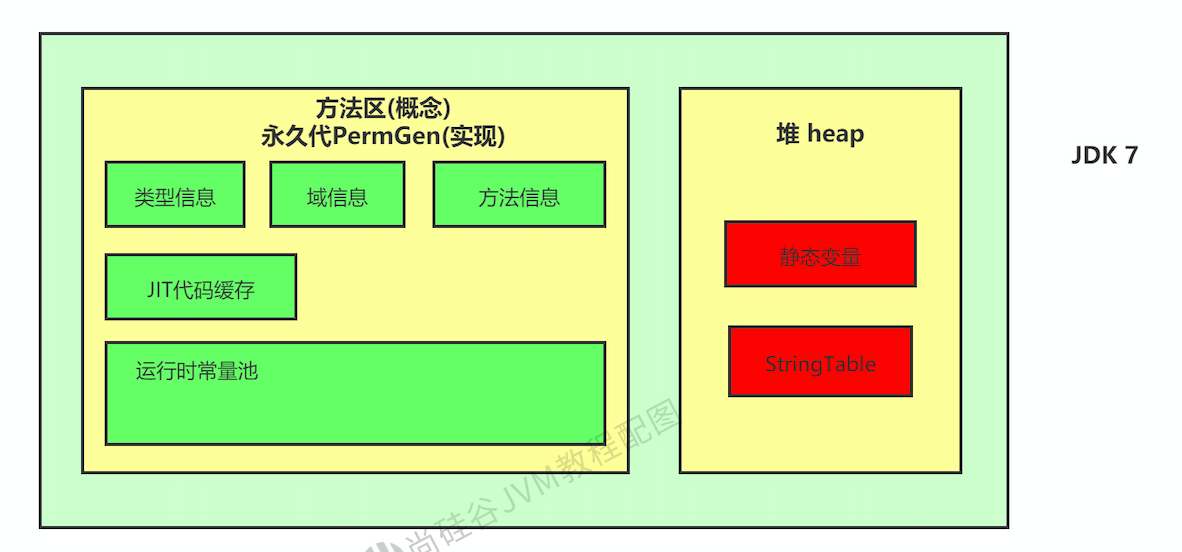 方法区(概念)
永久代PermGen(实现)
类型信息
域信息
方法信息
JIT代码缓存
运行时常量池
堆 heap
静态变量
StringTable
JDK 7
尚硅谷JVM教程配图